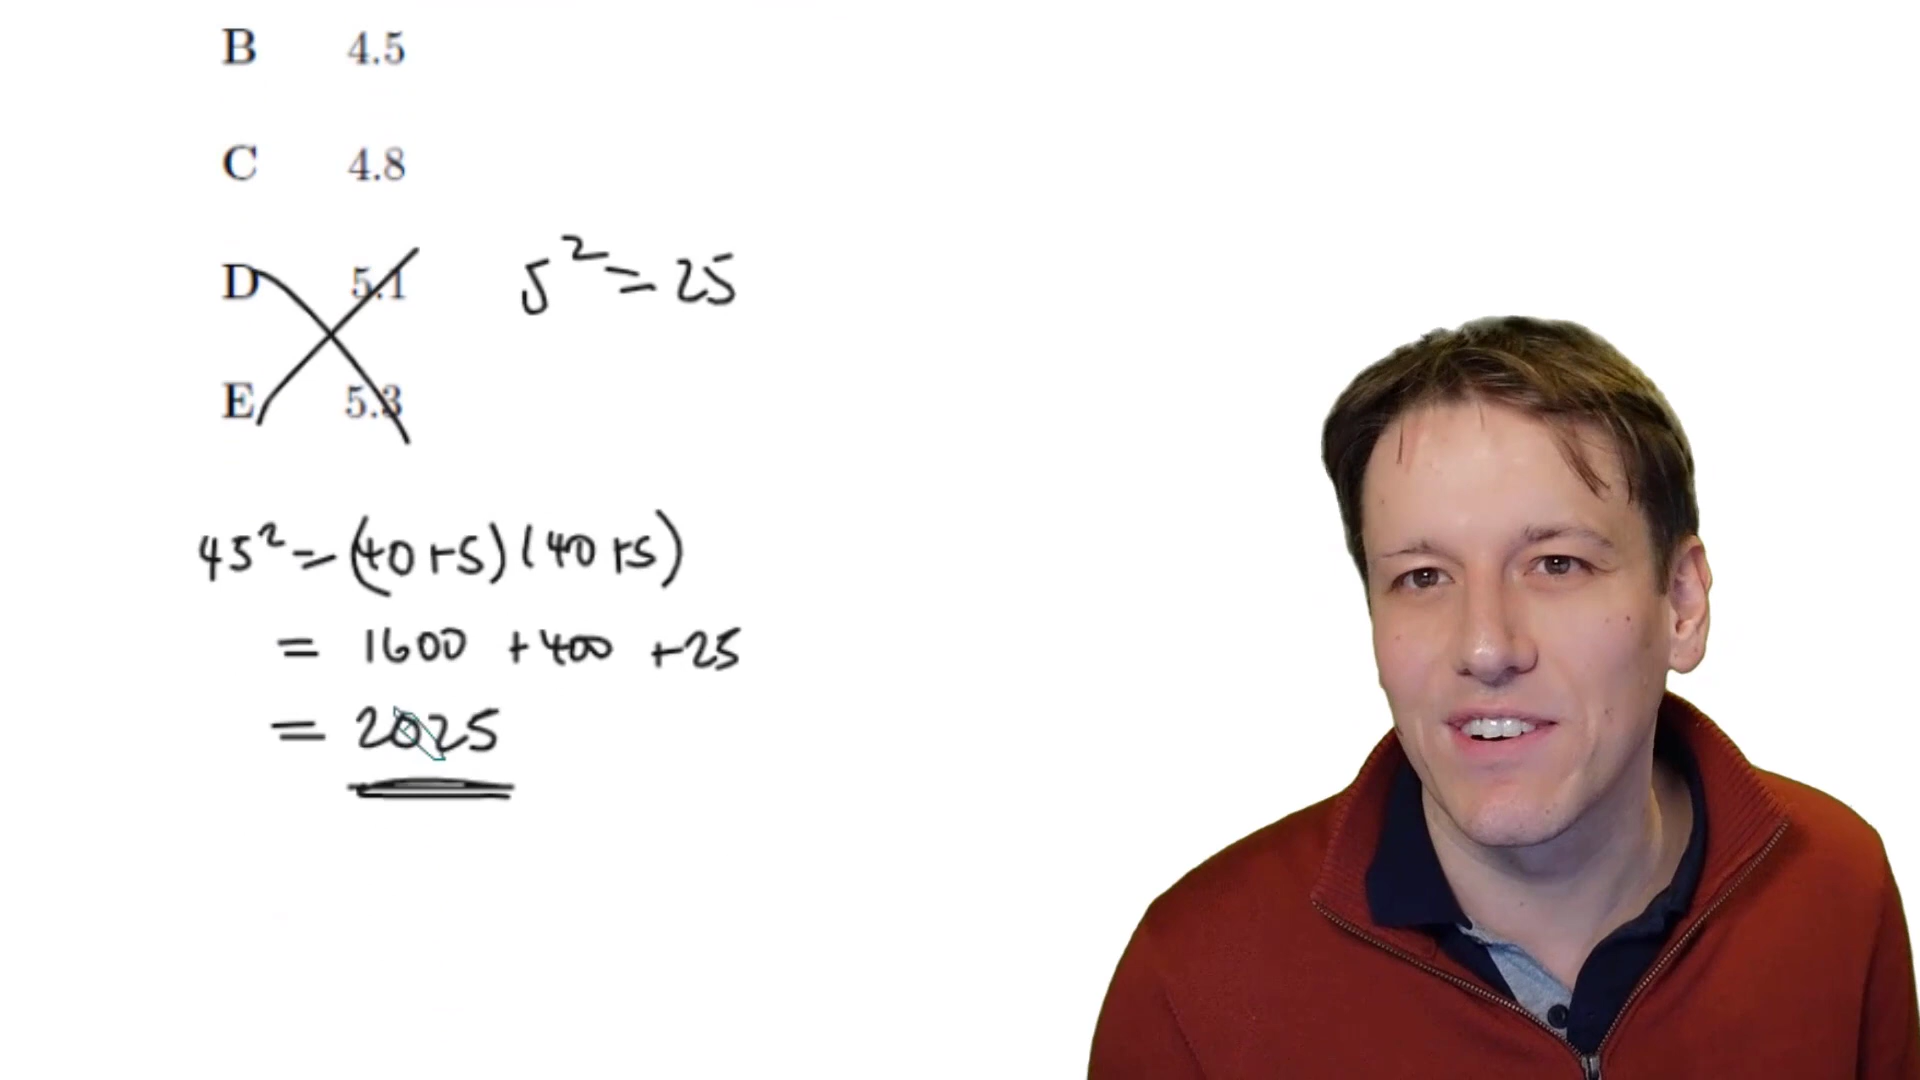 B 4.5
C 4.8
D 5.1 5² = 25
E 5.3
45² = (40+5)(40+5)
= 1600 +400 +25
= 2025